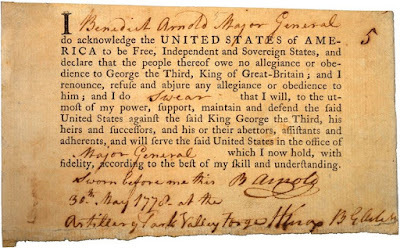 I Benedict Arnold Major General 5
do acknowledge the UNITED STATES of AME-
RICA to be Free, Independent and Sovereign States, and
declare that the people thereof owe no allegiance or obe-
dience to George the Third, King of Great-Britain; and I
renounce, refuse and abjure any allegiance or obedience to
him; and I do Swear that I will, to the ut-
most of my power, support, maintain and defend the said
United States against the said King George the Third, his
heirs and successors, and his or their abettors, assistants and
adherents, and will serve the said United States in the office of
Major General which I now hold, with
fidelity, according to the best of my skill and understanding.
Sworn before me this B Arnold
30th May 1778 at the
Artillery Park Valley Forge HKnox B G Artily